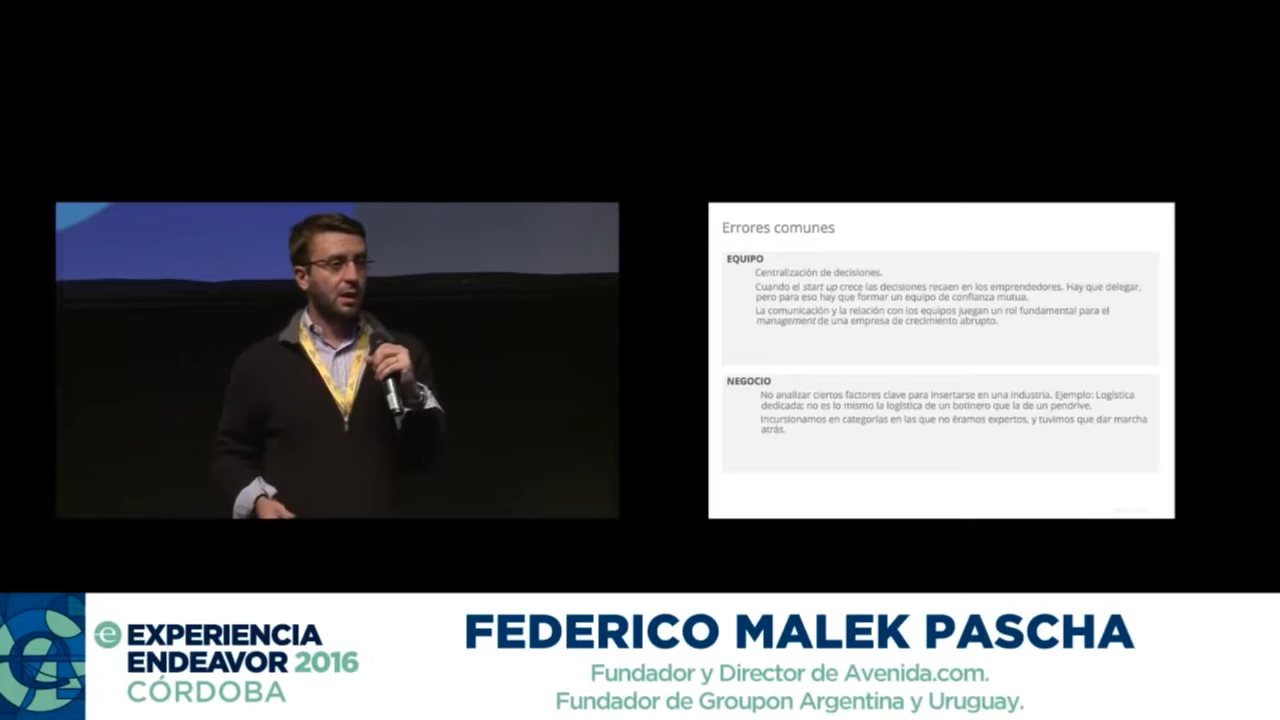 Errores comunes
EQUIPO
Centralización de decisiones.
Cuando el start up crece las decisiones recaen en los emprendedores. Hay que delegar,
pero para eso hay que formar un equipo de confianza mutua.
La comunicación y la relación con los equipos juegan un rol fundamental para el
management de una empresa de crecimiento abrupto.
NEGOCIO
No analizar ciertos factores clave para insertarse en una industria. Ejemplo: Logística
dedicada; no es lo mismo la logística de un botinero que la de un pendrive.
Incursionamos en categorías en las que no éramos expertos, y tuvimos que dar marcha
atrás.
e EXPERIENCIA
ENDEAVOR 2016
CÓRDOBA
FEDERICO MALEK PASCHA
Fundador y Director de Avenida.com.
Fundador de Groupon Argentina y Uruguay.